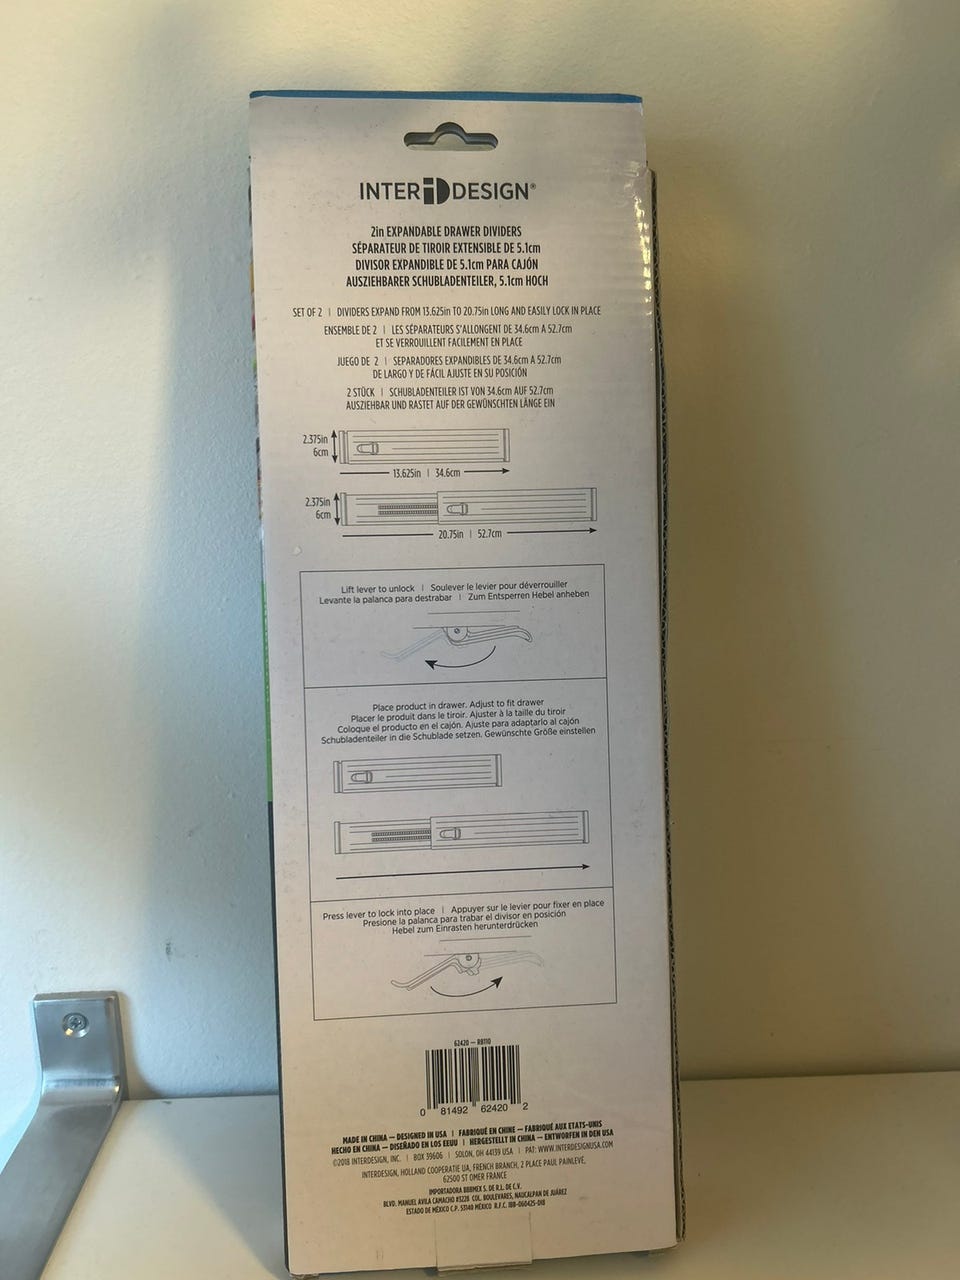 INTERDESIGN®
2in EXPANDABLE DRAWER DIVIDERS
SÉPARATEUR DE TIROIR EXTENSIBLE DE 5.1cm
DIVISOR EXPANDIBLE DE 5.1cm PARA CAJÓN
AUSZIEHBARER SCHUBLADENTEILER, 5.1cm HOCH
SET OF 2 | DIVIDERS EXPAND FROM 13.625in TO 20.75in LONG AND EASILY LOCK IN PLACE
ENSEMBLE DE 2 | LES SÉPARATEURS S'ALLONGENT DE 34.6cm A 52.7cm
ET SE VERROUILLENT FACILEMENT EN PLACE
JUEGO DE 2 | SEPARADORES EXPANDIBLES DE 34.6cm A 52.7cm
DE LARGO Y DE FÁCIL AJUSTE EN SU POSICIÓN
2 STÜCK | SCHUBLADENTEILER IST VON 34.6cm AUF 52.7cm
AUSZIEHBAR UND RASTET AUF DER GEWÜNSCHTEN LÄNGE EIN
2.375in
6cm
13.625in | 34.6cm
2.375in
6cm
20.75in | 52.7cm
Lift lever to unlock | Soulever le levier pour déverrouiller
Levante la palanca para destrabar | Zum Entsperren Hebel anheben
Place product in drawer. Adjust to fit drawer
Placer le produit dans le tiroir. Ajuster à la taille du tiroir
Coloque el producto en el cajón. Ajuste para adaptarlo al cajón
Schubladenteiler in die Schublade setzen. Gewünschte Größe einstellen
Press lever to lock into place | Appuyer sur le levier pour fixer en place
Presione la palanca para trabar el divisor en posición
Hebel zum Einrasten herunterdrücken
62420 — RB110
0 81492 62420 2
MADE IN CHINA — DESIGNED IN USA | FABRIQUÉ EN CHINE — FABRIQUÉ AUX ETATS-UNIS
HECHO EN CHINA — DISEÑADO EN LOS EEUU | HERGESTELLT IN CHINA — ENTWORFEN IN DEN USA
©2018 INTERDESIGN, INC. | BOX 39606 | SOLON, OH 44139 USA | PAT: WWW.INTERDESIGNUSA.COM
INTERDESIGN, HOLLAND COOPERATIE UA, FRENCH BRANCH, 2 PLACE PAUL PAINLEVÉ,
62500 ST OMER FRANCE
IMPORTADORA BBBMEX S. DE R.L. DE C.V.
BLVD. MANUEL AVILA CAMACHO #3228 COL. BOULEVARES, NAUCALPAN DE JUÁREZ
ESTADO DE MÉXICO C.P. 53140 MÉXICO R.F.C. IBB-060425-DI8